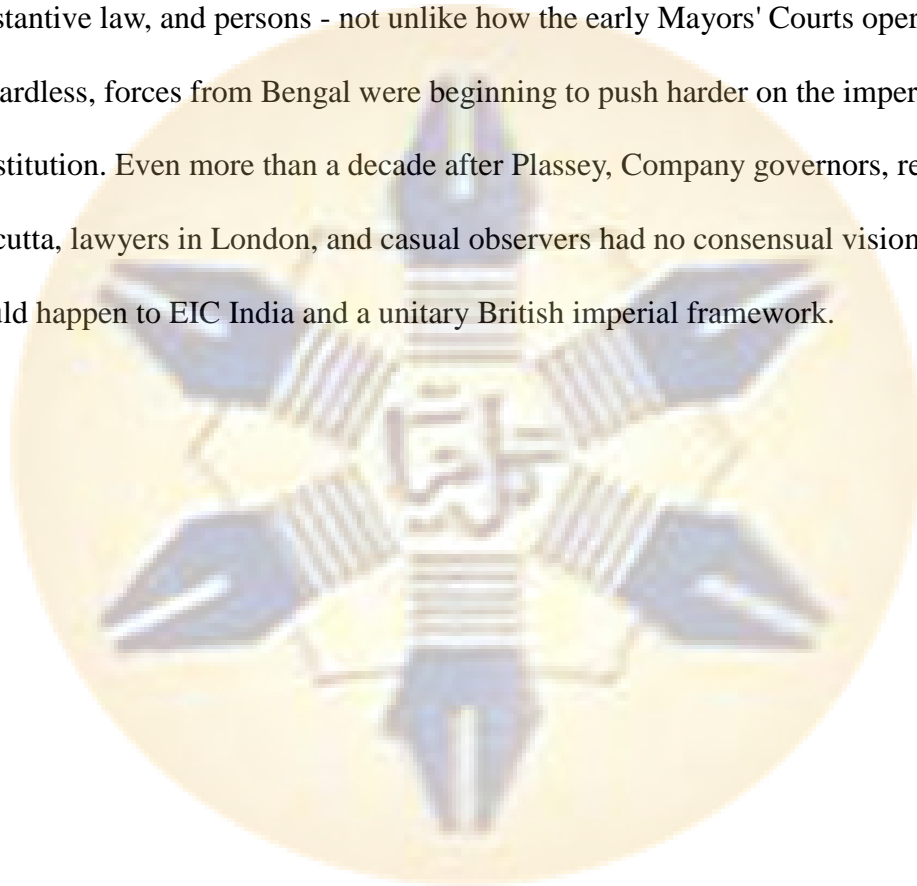 stantive law, and persons - not unlike how the early Mayors' Courts oper
ardless, forces from Bengal were beginning to push harder on the imper
stitution. Even more than a decade after Plassey, Company governors, re
cutta, lawyers in London, and casual observers had no consensual vision
ld happen to EIC India and a unitary British imperial framework.